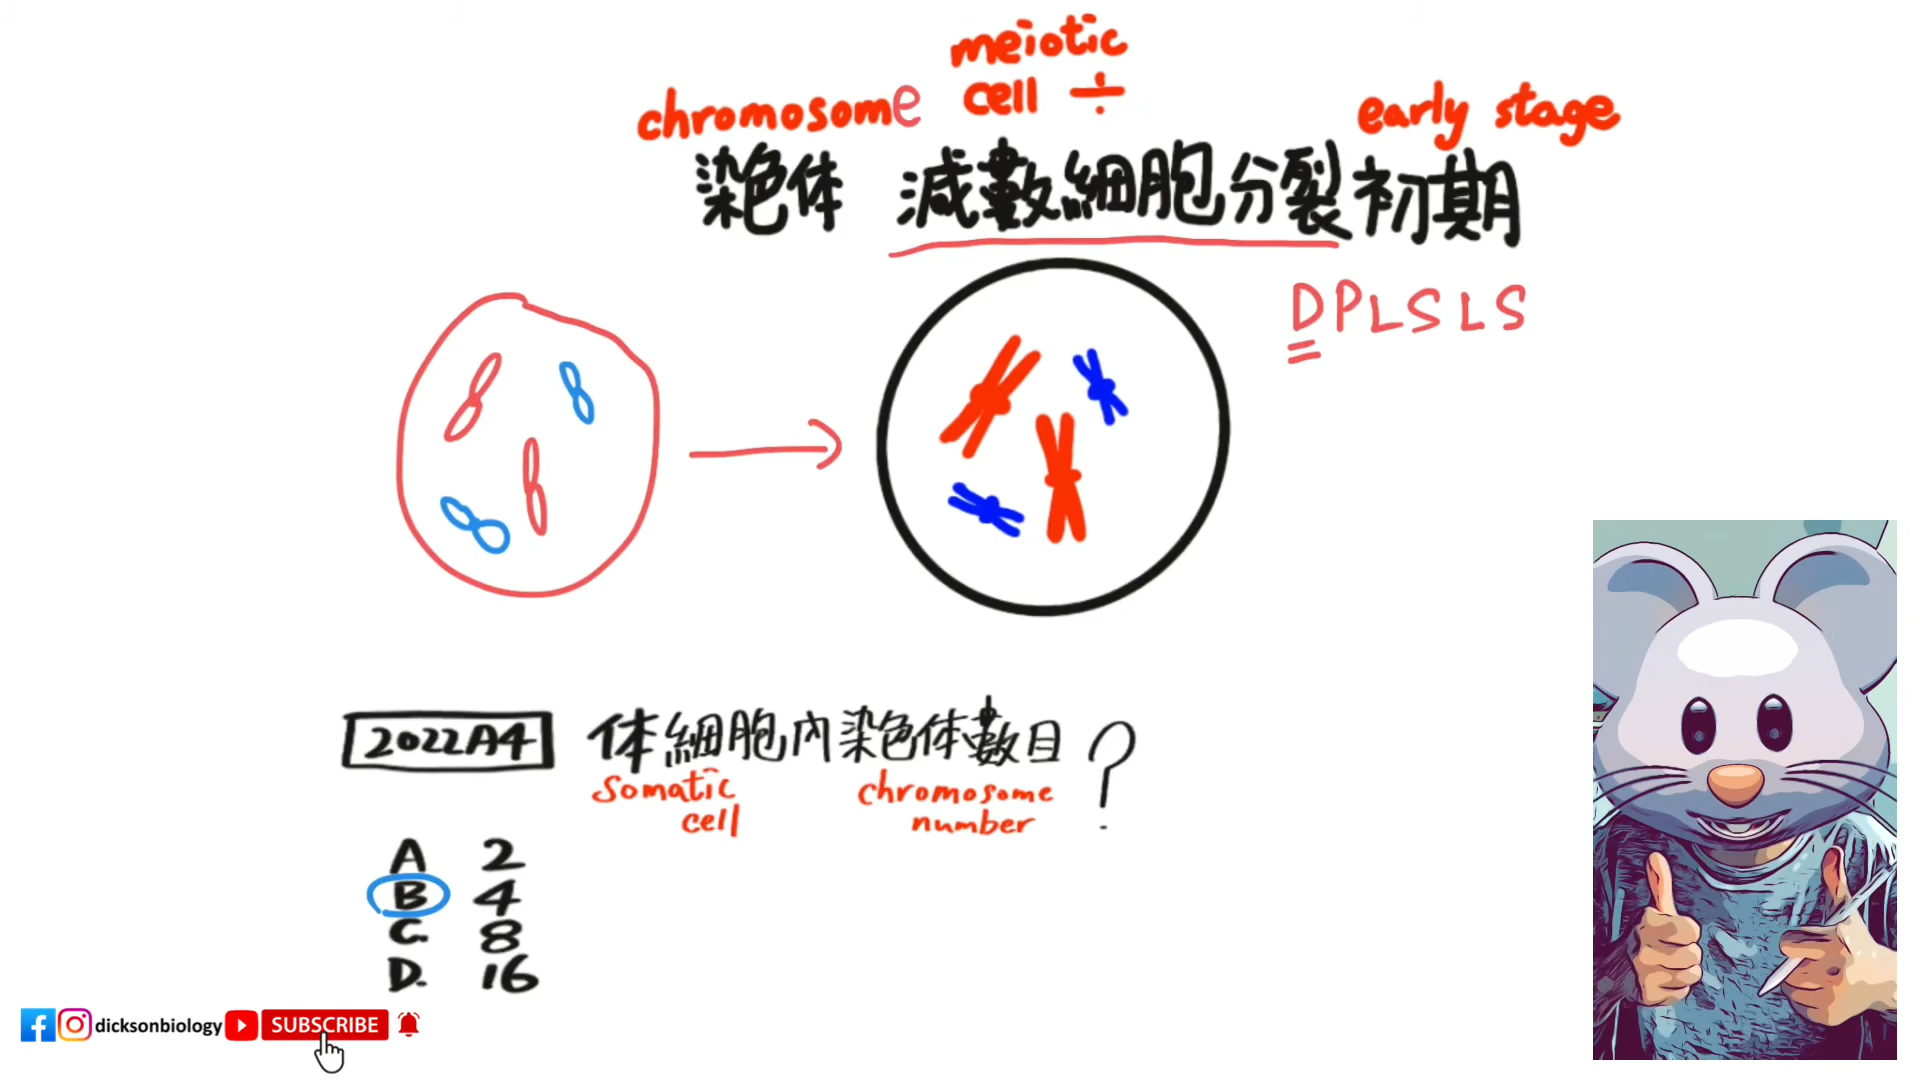 meiotic
chromosome cell ÷ early stage
染色体 減數細胞分裂初期
DPLSLS
2022A4 体細胞內染色体數目?
somatic cell chromosome number
A 2
B 4
C. 8
D. 16
dicksonbiology SUBSCRIBE